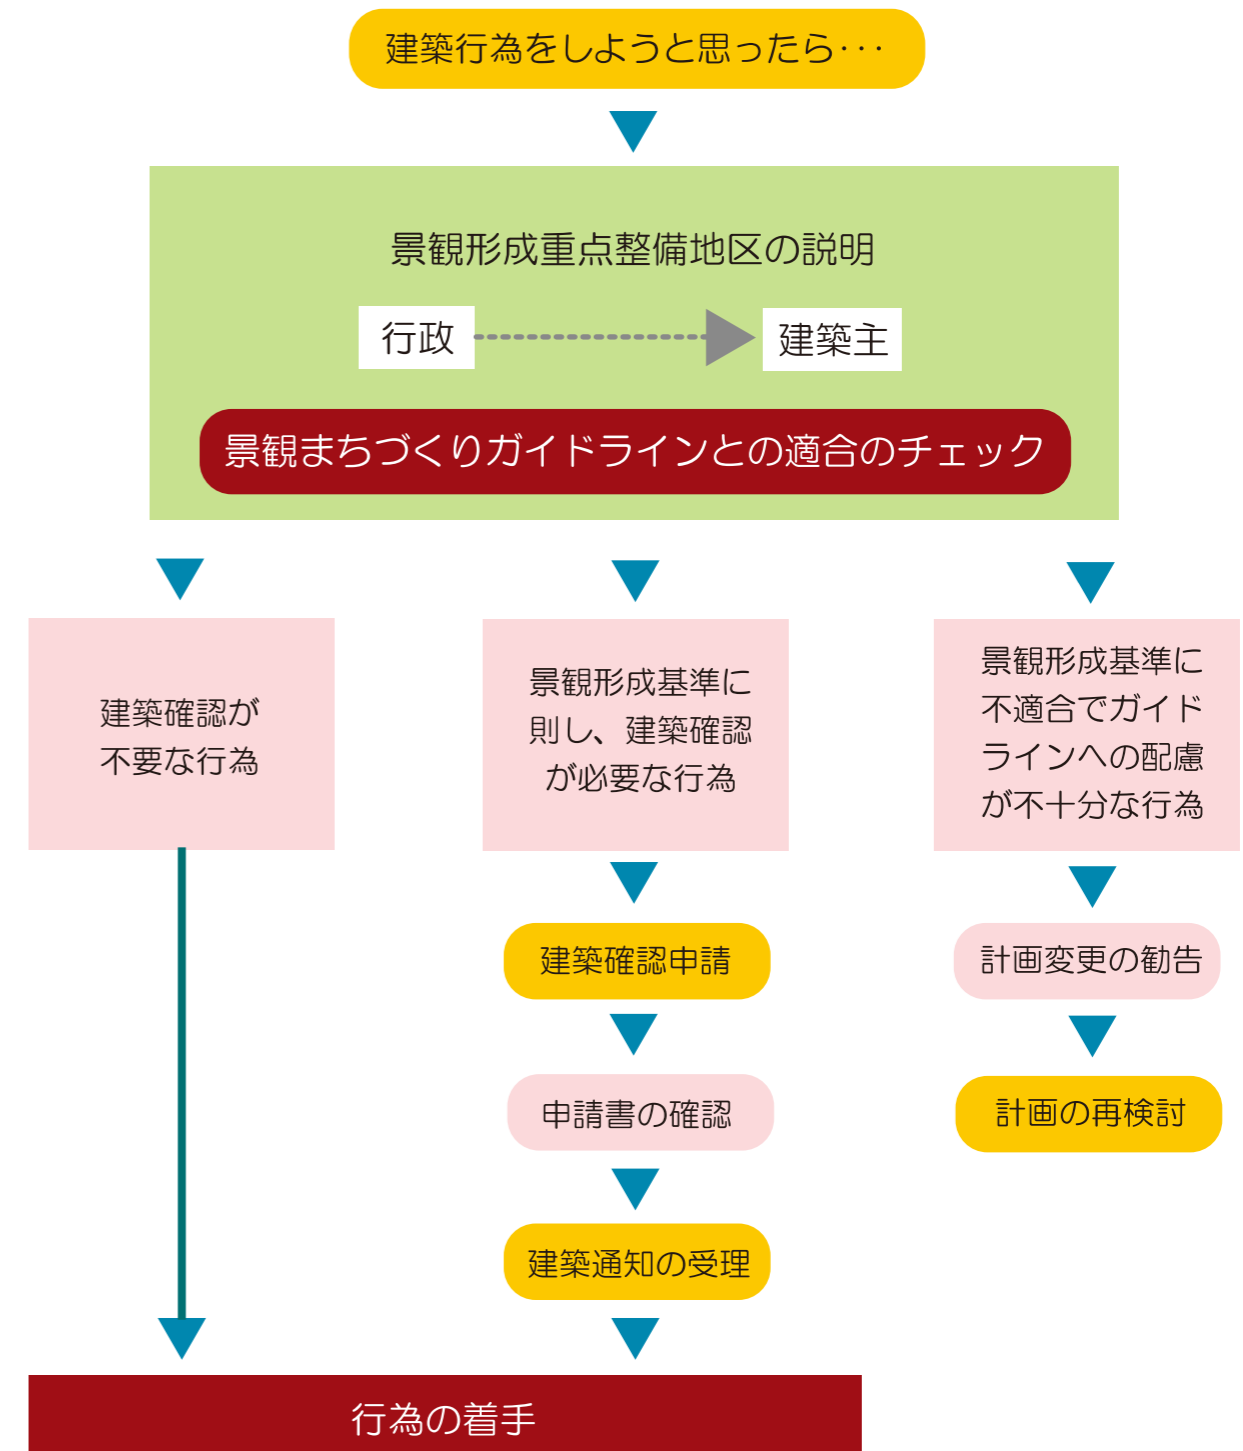 建築行為をしようと思ったら･･･
景観形成重点整備地区の説明
行政
建築主
景観まちづくりガイドラインとの適合のチェック
建築確認が
不要な行為
景観形成基準に
則し、建築確認
が必要な行為
景観形成基準に
不適合でガイド
ラインへの配慮
が不十分な行為
建築確認申請
計画変更の勧告
申請書の確認
計画の再検討
建築通知の受理
行為の着手